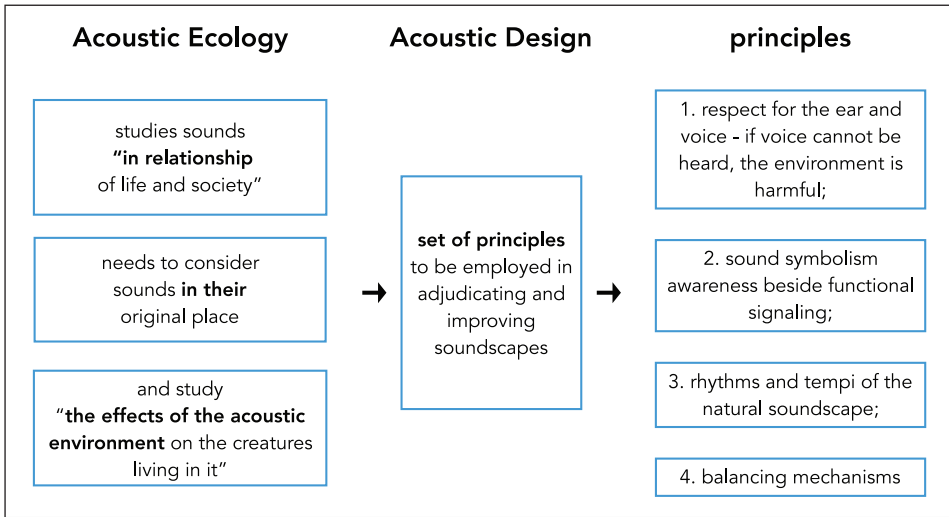 Acoustic Ecology
studies sounds
“in relationship
of life and society”
needs to consider
sounds in their
original place
and study
“the effects of the acoustic
environment on the creatures
living in it”
Acoustic Design
set of principles
to be employed in
adjudicating and
improving
soundscapes
principles
1. respect for the ear and
voice - if voice cannot be
heard, the environment is
harmful;
2. sound symbolism
awareness beside functional
signaling;
3. rhythms and tempi of the
natural soundscape;
4. balancing mechanisms